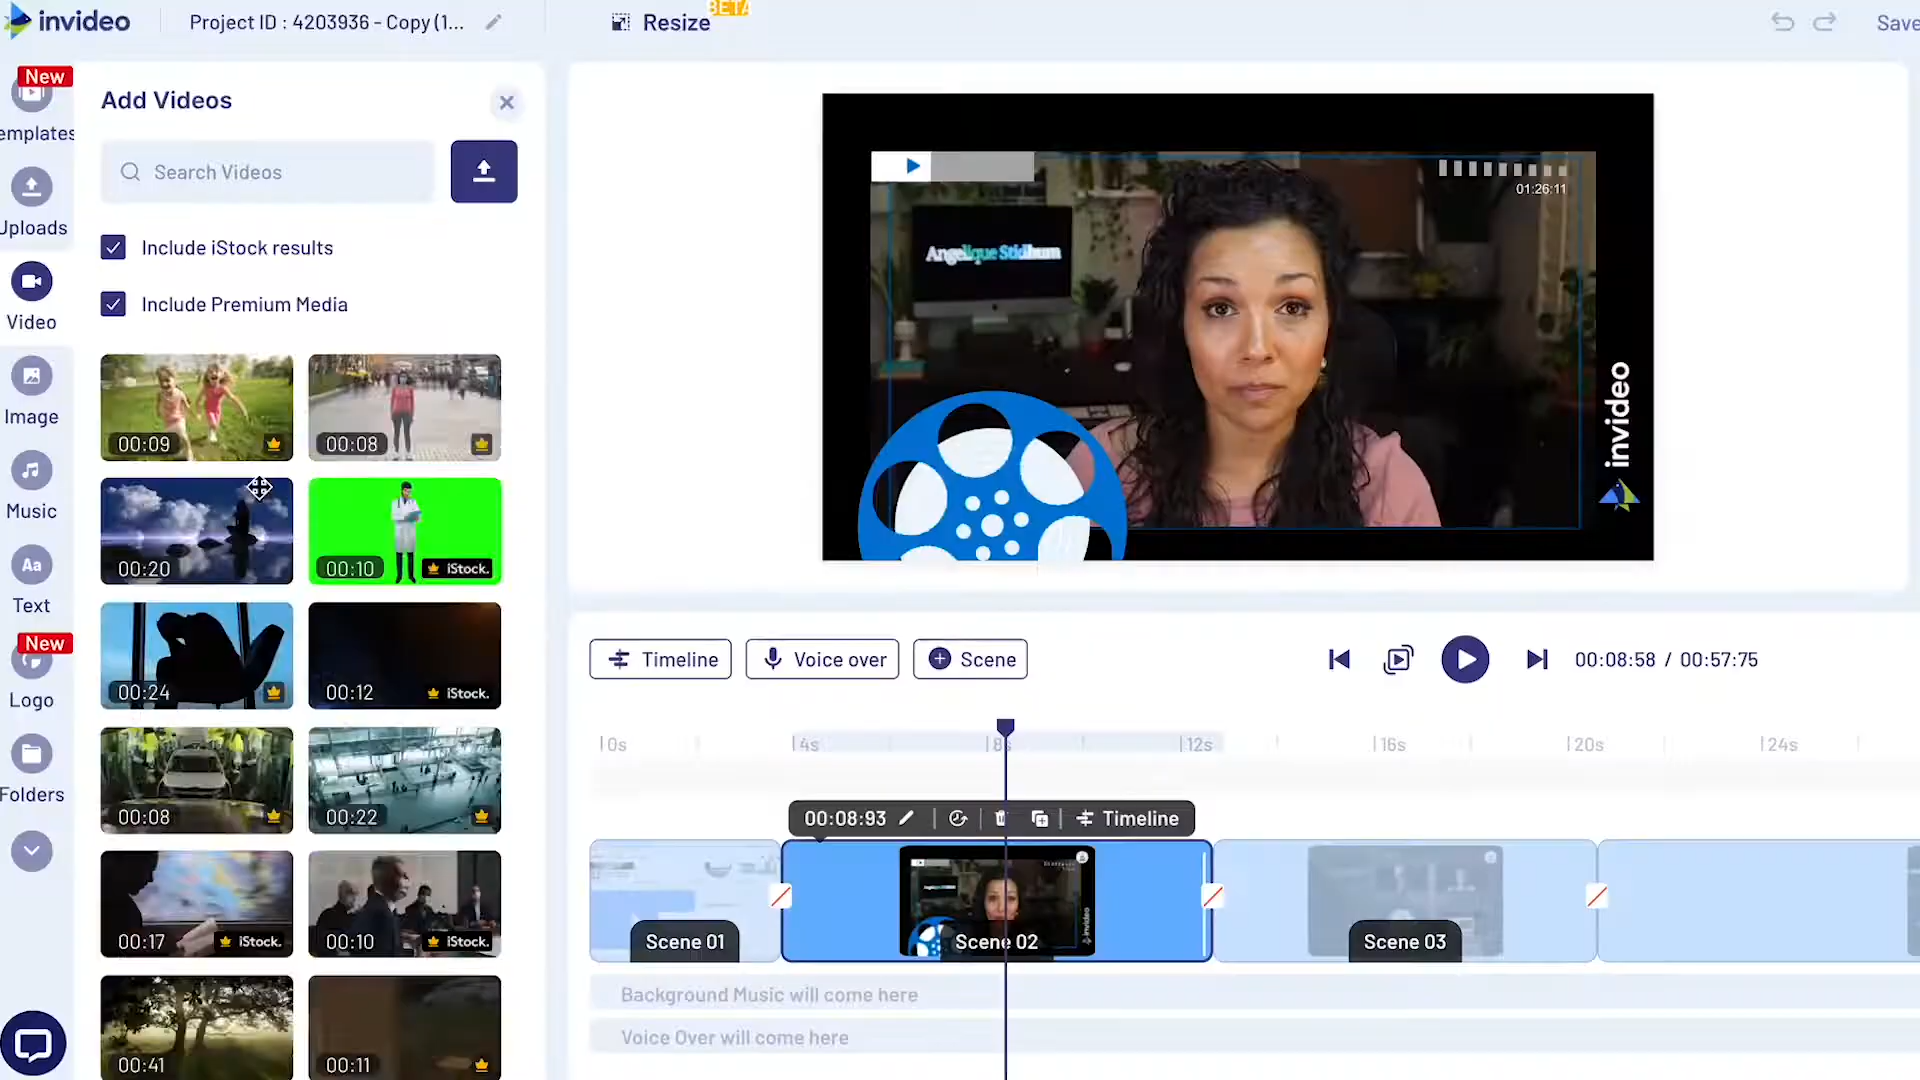 invideo
Project ID : 4203936 - Copy (1...
Resize
BETA
Save
New
emplates
Uploads
Video
Image
Music
Aa
Text
New
Logo
Folders
Add Videos
Search Videos
Include iStock results
Include Premium Media
00:09
00:08
00:20
00:10
iStock.
00:24
00:12
iStock.
00:08
00:22
00:17
iStock.
00:10
iStock.
00:41
00:11
01:26:11
Angelique Stidhum
invideo
Timeline
Voice over
Scene
00:08:58 / 00:57:75
0s
4s
8s
12s
16s
20s
24s
00:08:93
Timeline
Scene 01
Scene 02
Scene 03
Background Music will come here
Voice Over will come here